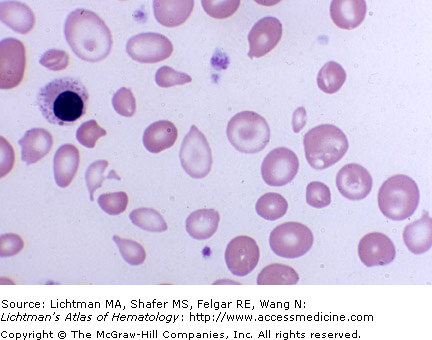 Source: Lichtman MA, Shafer MS, Felgar RE, Wang N:
Lichtman's Atlas of Hematology: http://www.accessmedicine.com
Copyright © The McGraw-Hill Companies, Inc. All rights reserved.